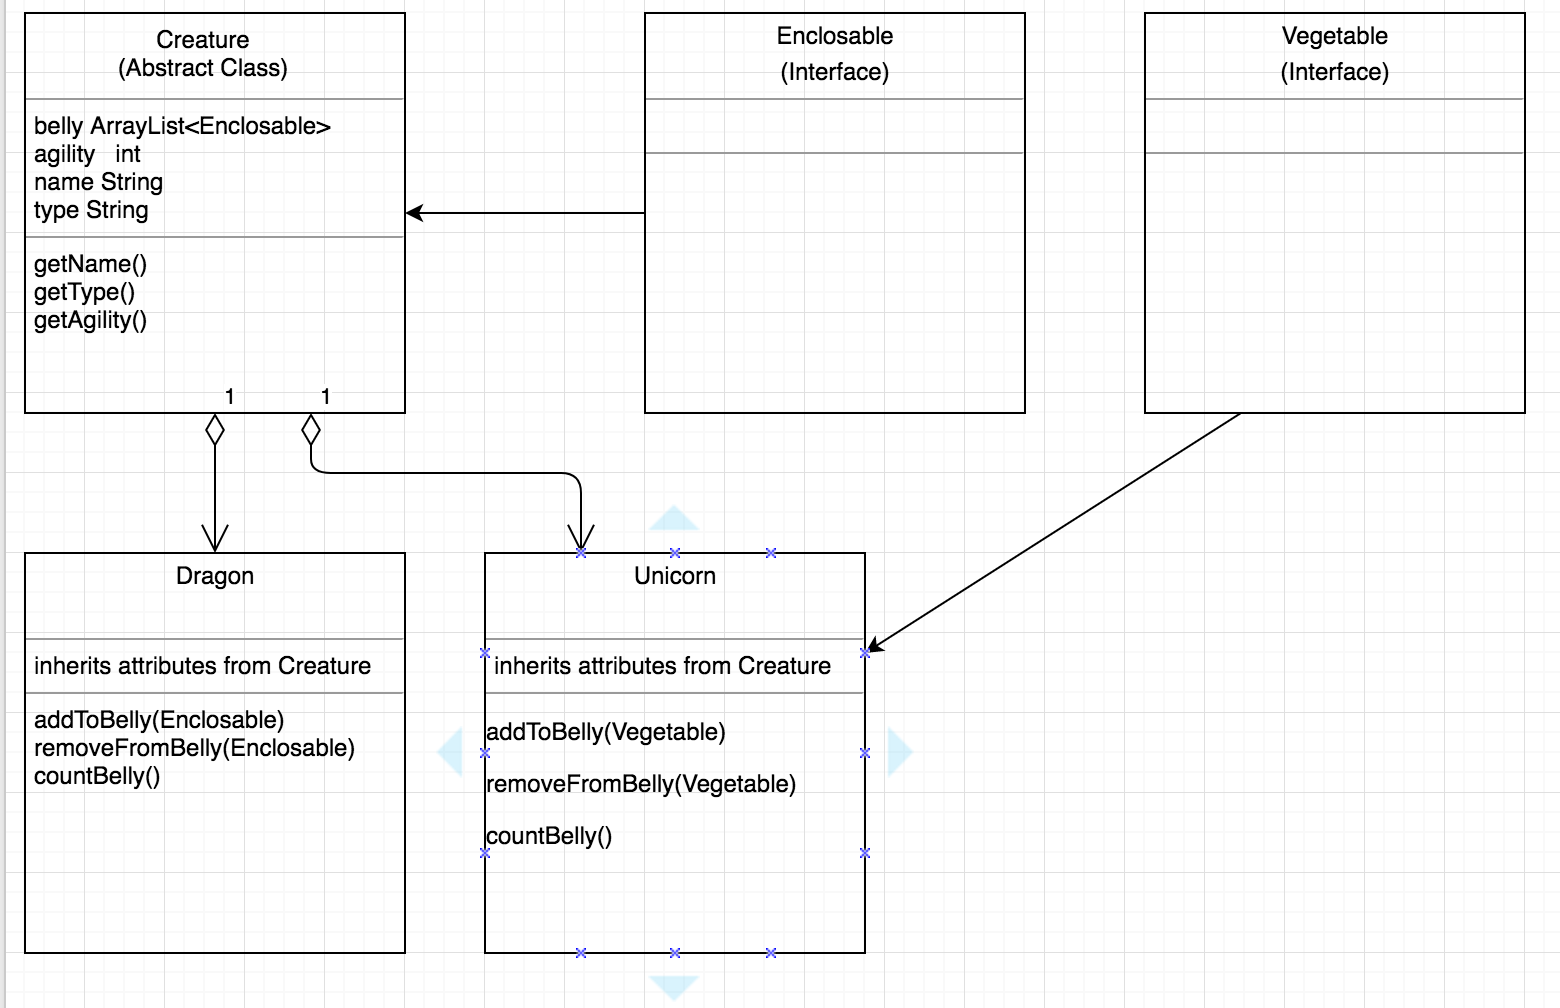 Creature
(Abstract Class)
belly ArrayList<Enclosable>
agility   int
name String
type String
getName()
getType()
getAgility()
1
1
Enclosable
(Interface)
Vegetable
(Interface)
Dragon
inherits attributes from Creature
addToBelly(Enclosable)
removeFromBelly(Enclosable)
countBelly()
Unicorn
inherits attributes from Creature
addToBelly(Vegetable)
removeFromBelly(Vegetable)
countBelly()